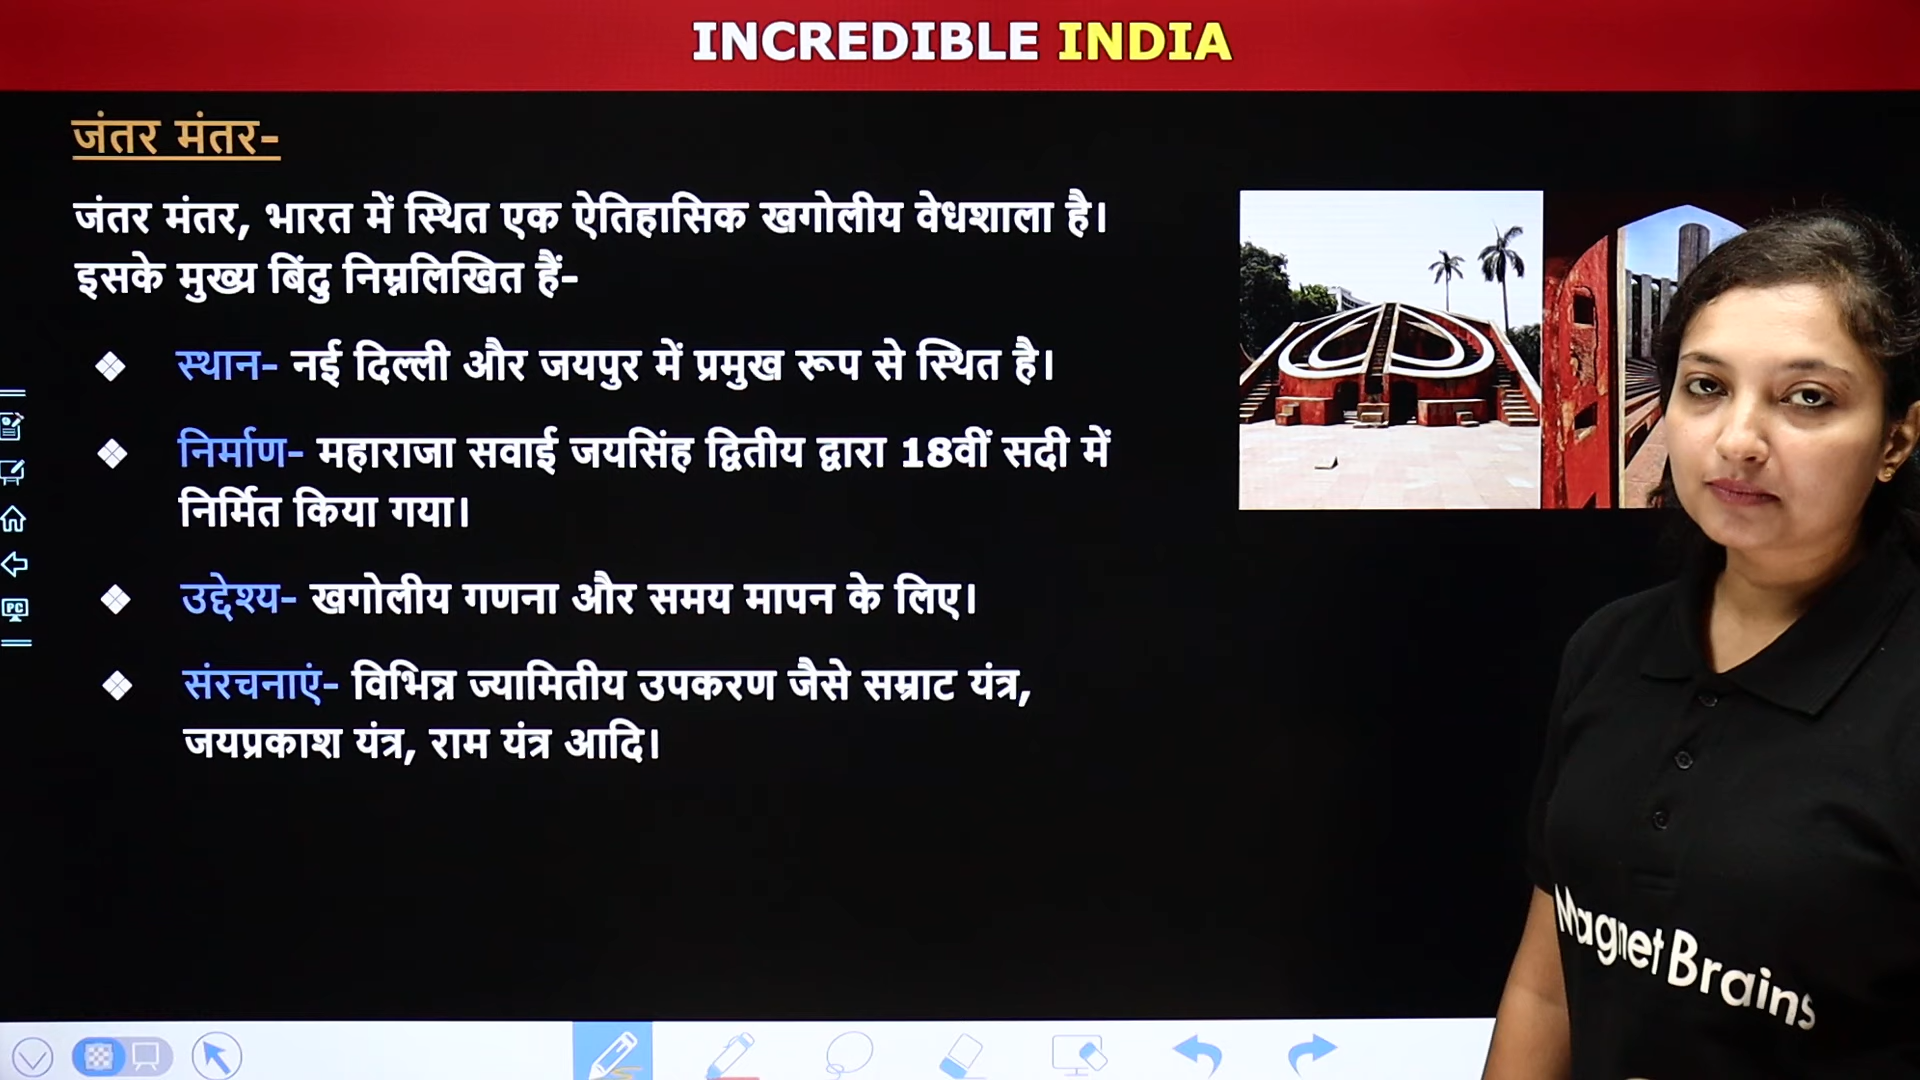 INCREDIBLE INDIA
जंतर मंतर-
जंतर मंतर, भारत में स्थित एक ऐतिहासिक खगोलीय वेधशाला है।
इसके मुख्य बिंदु निम्नलिखित हैं-
❖ स्थान- नई दिल्ली और जयपुर में प्रमुख रूप से स्थित है।
❖ निर्माण- महाराजा सवाई जयसिंह द्वितीय द्वारा 18वीं सदी में
निर्मित किया गया।
❖ उद्देश्य- खगोलीय गणना और समय मापन के लिए।
❖ संरचनाएं- विभिन्न ज्यामितीय उपकरण जैसे सम्राट यंत्र,
जयप्रकाश यंत्र, राम यंत्र आदि।
PC
Magnet Brains